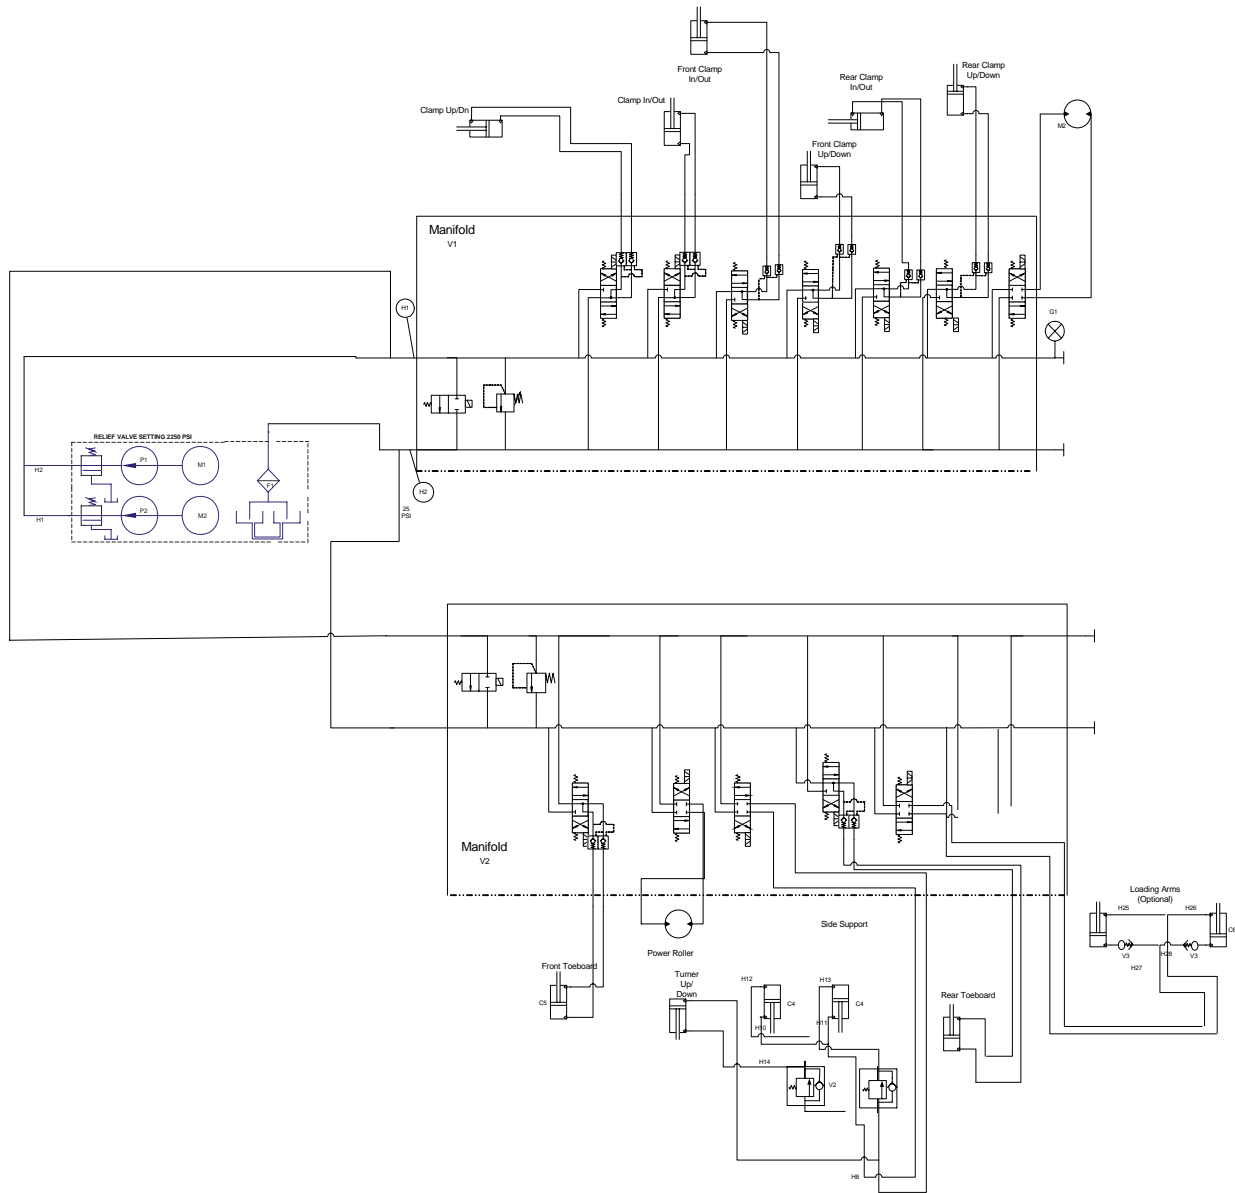 Front Clamp
In/Out
Rear Clamp
In/Out
Rear Clamp
Up/Down
Clamp Up/Dn
Clamp In/Out
M2
Front Clamp
Up/Down
Manifold
V1
H1
G1
RELIEF VALVE SETTING 2250 PSI
H2
P1
M1
F1
H1
P2
M2
H2
25
PSI
Manifold
V2
Loading Arms
(Optional)
H25
H26
V3
H28
V3
H27
Side Support
Power Roller
Front Toeboard
C5
Turner
Up/
Down
H12
H13
C4
C4
H10
H11
Rear Toeboard
H14
V2
H8